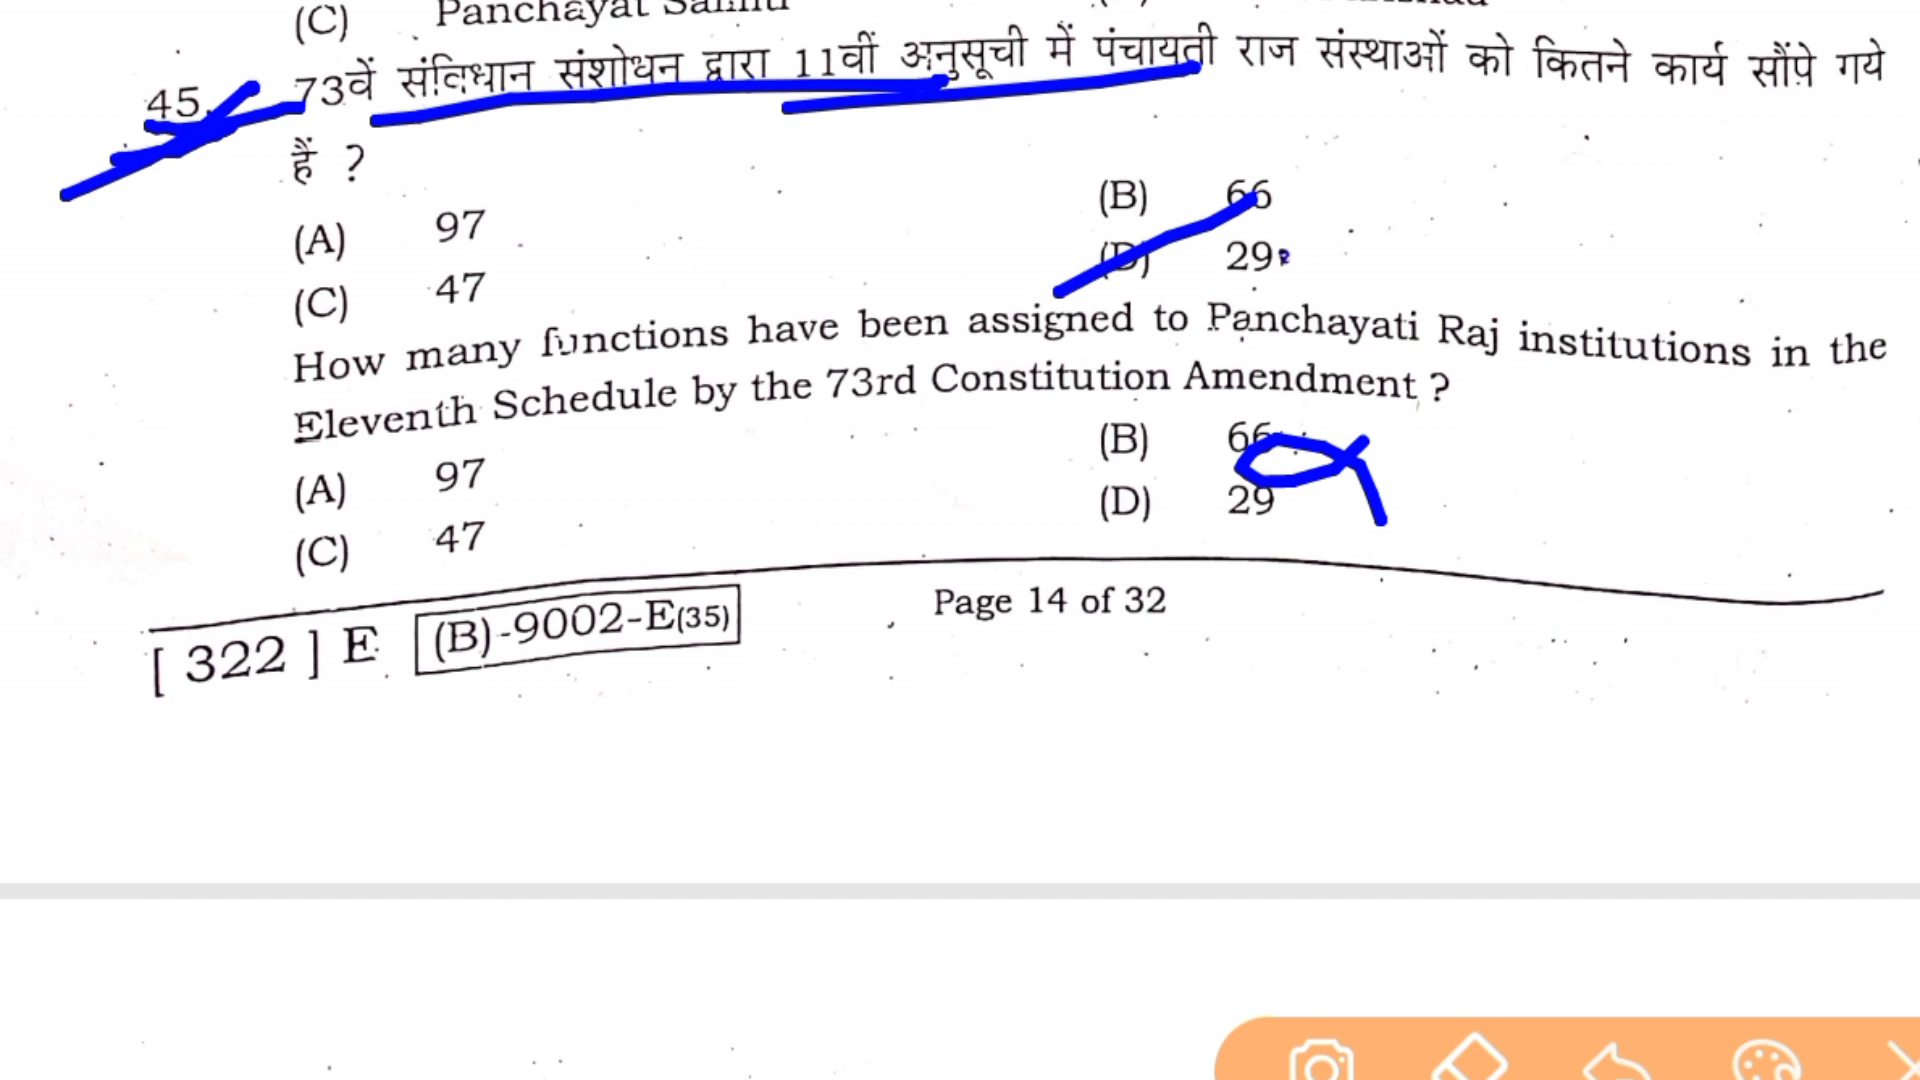 (C) Panchayat Samiti
45. 73वें संविधान संशोधन द्वारा 11वीं अनुसूची में पंचायती राज संस्थाओं को कितने कार्य सौंपे गये
हैं ?
(A) 97 (B) 66
(C) 47 (D) 29
How many functions have been assigned to Panchayati Raj institutions in the
Eleventh Schedule by the 73rd Constitution Amendment ?
(A) 97 (B) 66
(C) 47 (D) 29
[ 322 ] E (B)-9002-E(35) Page 14 of 32